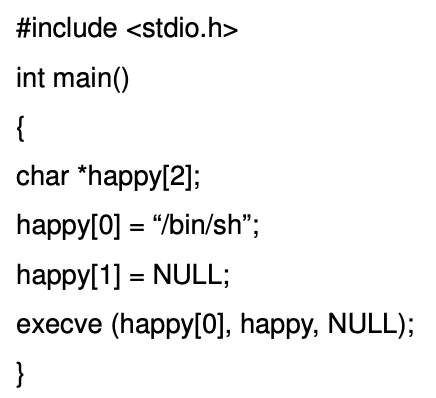 #include <stdio.h>
int main()
{
char *happy[2];
happy[0] = “/bin/sh”;
happy[1] = NULL;
execve (happy[0], happy, NULL);
}